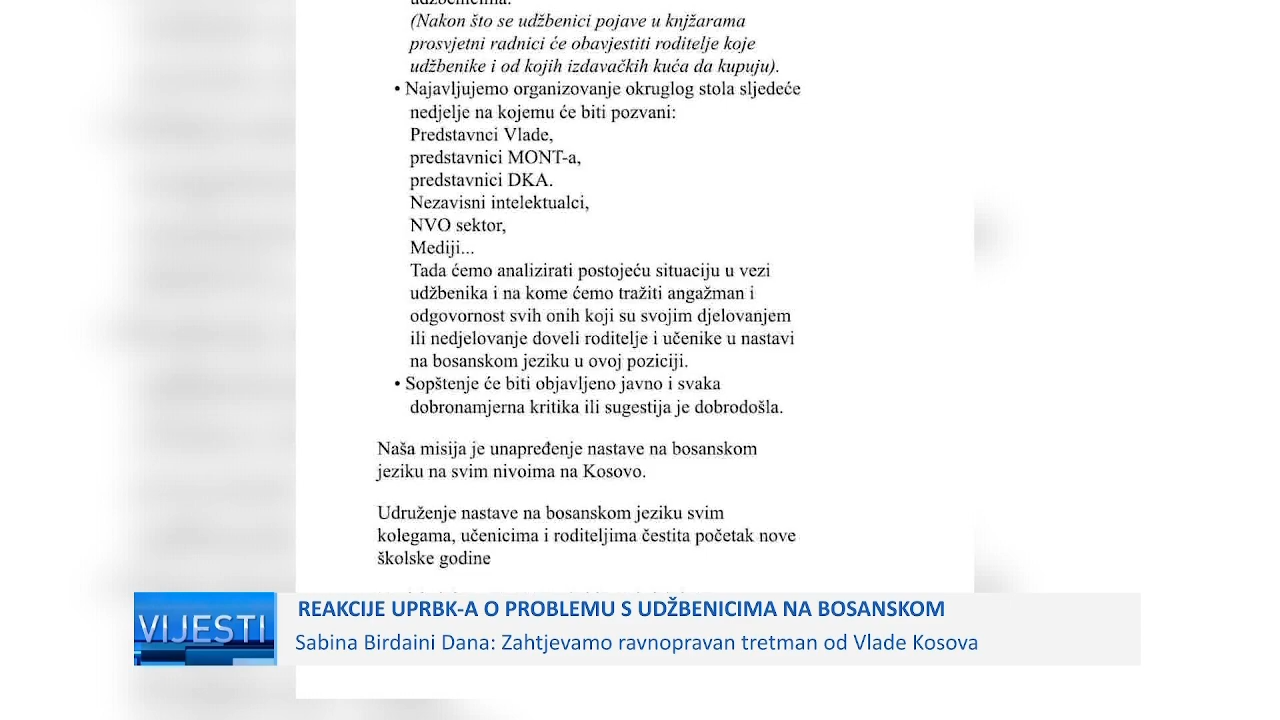 udžbenicima.
(Nakon što se udžbenici pojave u knjžarama
prosvjetni radnici će obavjestiti roditelje koje
udžbenike i od kojih izdavačkih kuća da kupuju).
• Najavljujemo organizovanje okruglog stola sljedeće
nedjelje na kojemu će biti pozvani:
Predstavnci Vlade,
predstavnici MONT-a,
predstavnici DKA.
Nezavisni intelektualci,
NVO sektor,
Mediji...
Tada ćemo analizirati postojeću situaciju u vezi
udžbenika i na kome ćemo tražiti angažman i
odgovornost svih onih koji su svojim djelovanjem
ili nedjelovanje doveli roditelje i učenike u nastavi
na bosanskom jeziku u ovoj poziciji.
• Sopštenje će biti objavljeno javno i svaka
dobronamjerna kritika ili sugestija je dobrodošla.
Naša misija je unapređenje nastave na bosanskom
jeziku na svim nivoima na Kosovo.
Udruženje nastave na bosanskom jeziku svim
kolegama, učenicima i roditeljima čestita početak nove
školske godine
VIJESTI
REAKCIJE UPRBK-A O PROBLEMU S UDŽBENICIMA NA BOSANSKOM
Sabina Birdaini Dana: Zahtjevamo ravnopravan tretman od Vlade Kosova